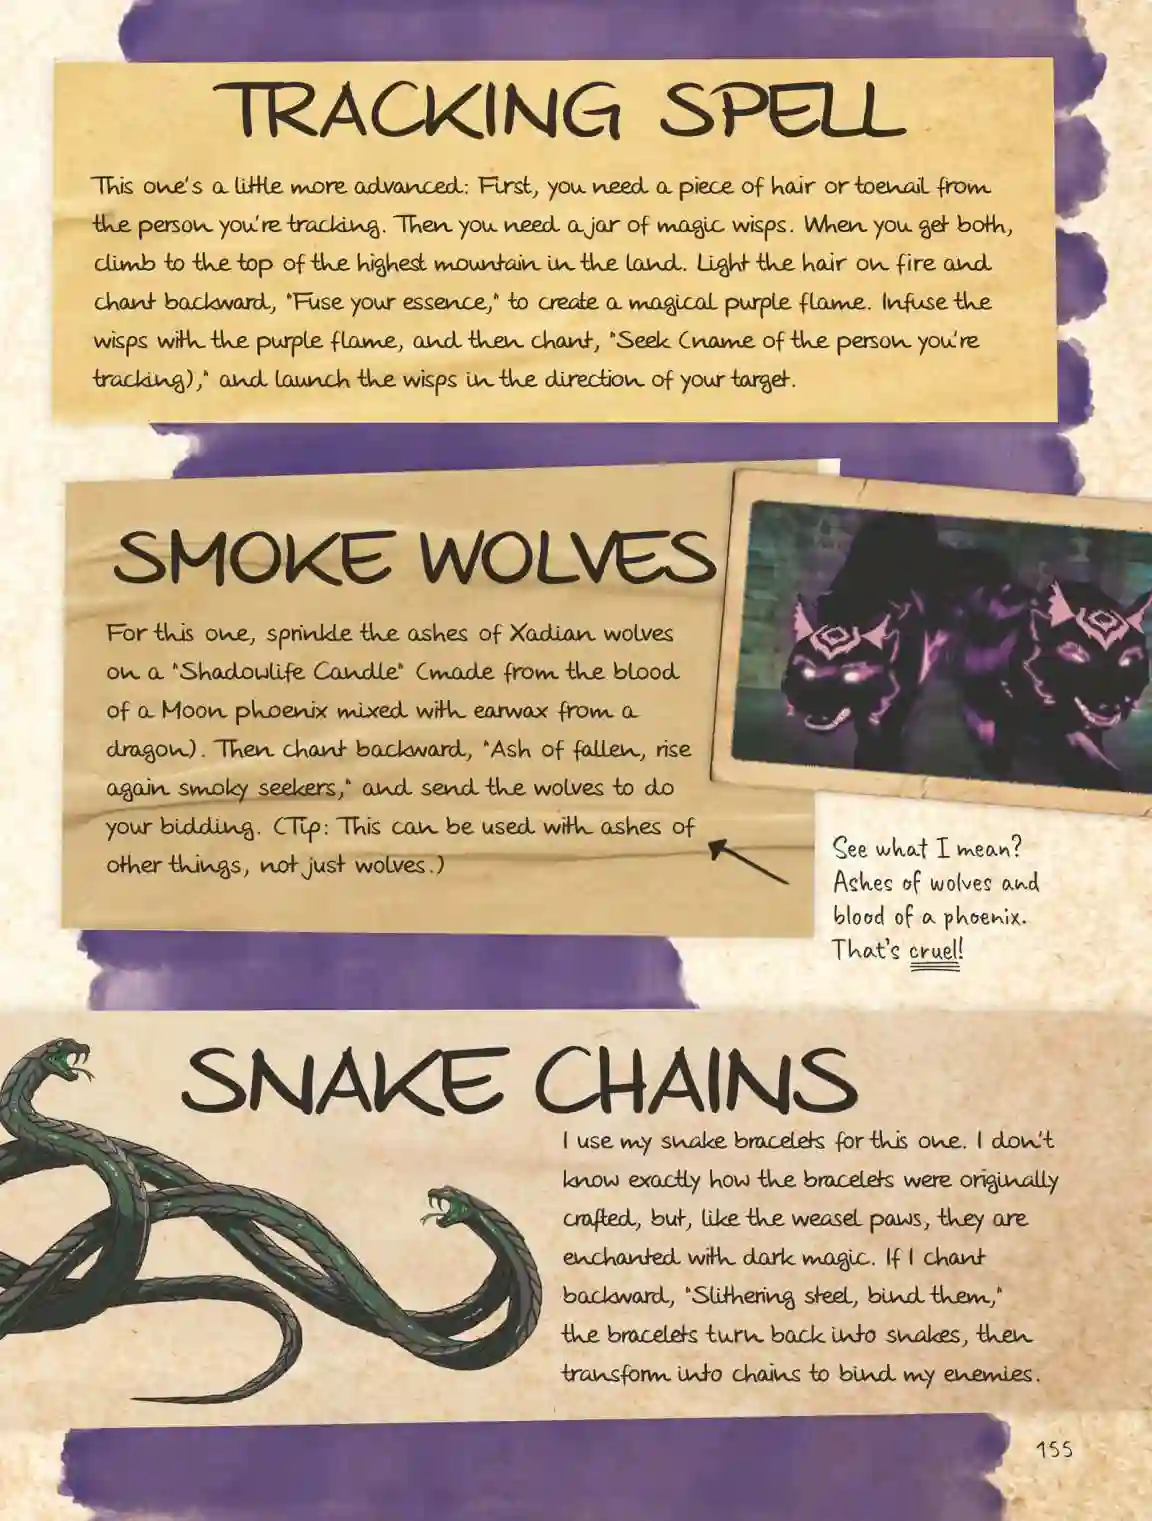 TRACKING SPELL
This one's a little more advanced: First, you need a piece of hair or toenail from
the person you're tracking. Then you need a jar of magic wisps. When you get both,
climb to the top of the highest mountain in the land. Light the hair on fire and
chant backward, "Fuse your essence," to create a magical purple flame. Infuse the
wisps with the purple flame, and then chant, "Seek (name of the person you're
tracking)," and launch the wisps in the direction of your target.
SMOKE WOLVES
For this one, sprinkle the ashes of Xadian wolves
on a "Shadowlife Candle" (made from the blood
of a Moon phoenix mixed with earwax from a
dragon). Then chant backward, "Ash of fallen, rise
again smoky seekers," and send the wolves to do
your bidding. (Tip: This can be used with ashes of
other things, not just wolves.)
See what I mean?
Ashes of wolves and
blood of a phoenix.
That's cruel!
SNAKE CHAINS
I use my snake bracelets for this one. I don't
know exactly how the bracelets were originally
crafted, but, like the weasel paws, they are
enchanted with dark magic. If I chant
backward, "Slithering steel, bind them,"
the bracelets turn back into snakes, then
transform into chains to bind my enemies.
155